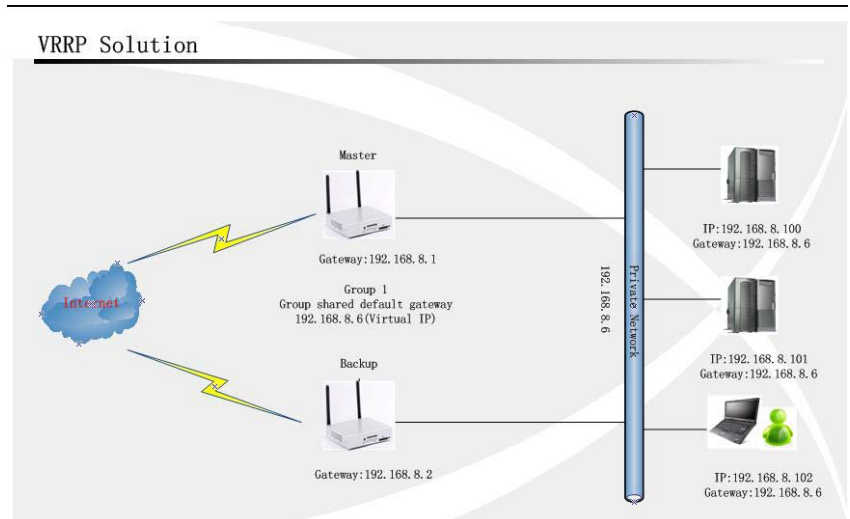 VRRP Solution
Master
Gateway:192.168.8.1
Group 1
Group shared default gateway
192.168.8.6(Virtual IP)
Internet
Backup
Gateway:192.168.8.2
Private Network
192.168.8.6
IP:192.168.8.100
Gateway:192.168.8.6
IP:192.168.8.101
Gateway:192.168.8.6
IP:192.168.8.102
Gateway:192.168.8.6